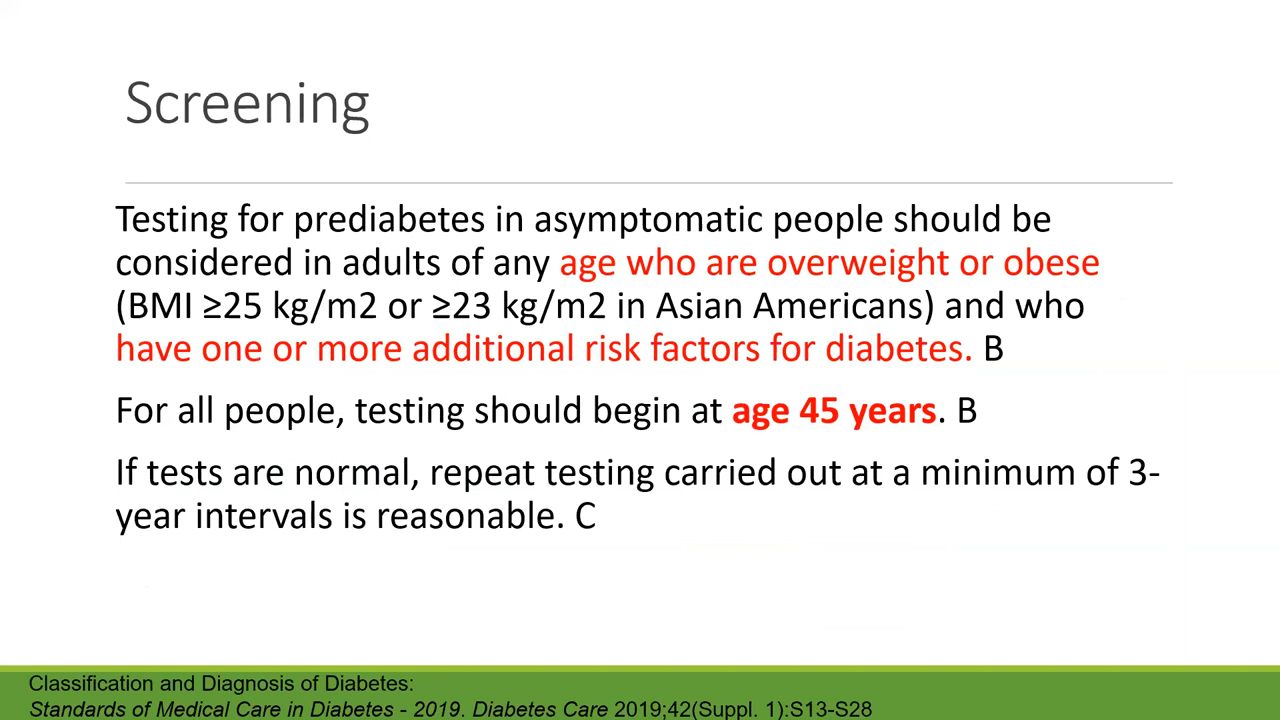 Screening
Testing for prediabetes in asymptomatic people should be
considered in adults of any age who are overweight or obese
(BMI ≥25 kg/m2 or ≥23 kg/m2 in Asian Americans) and who
have one or more additional risk factors for diabetes. B
For all people, testing should begin at age 45 years. B
If tests are normal, repeat testing carried out at a minimum of 3-
year intervals is reasonable. C
Classification and Diagnosis of Diabetes:
Standards of Medical Care in Diabetes - 2019. Diabetes Care 2019;42(Suppl. 1):S13-S28